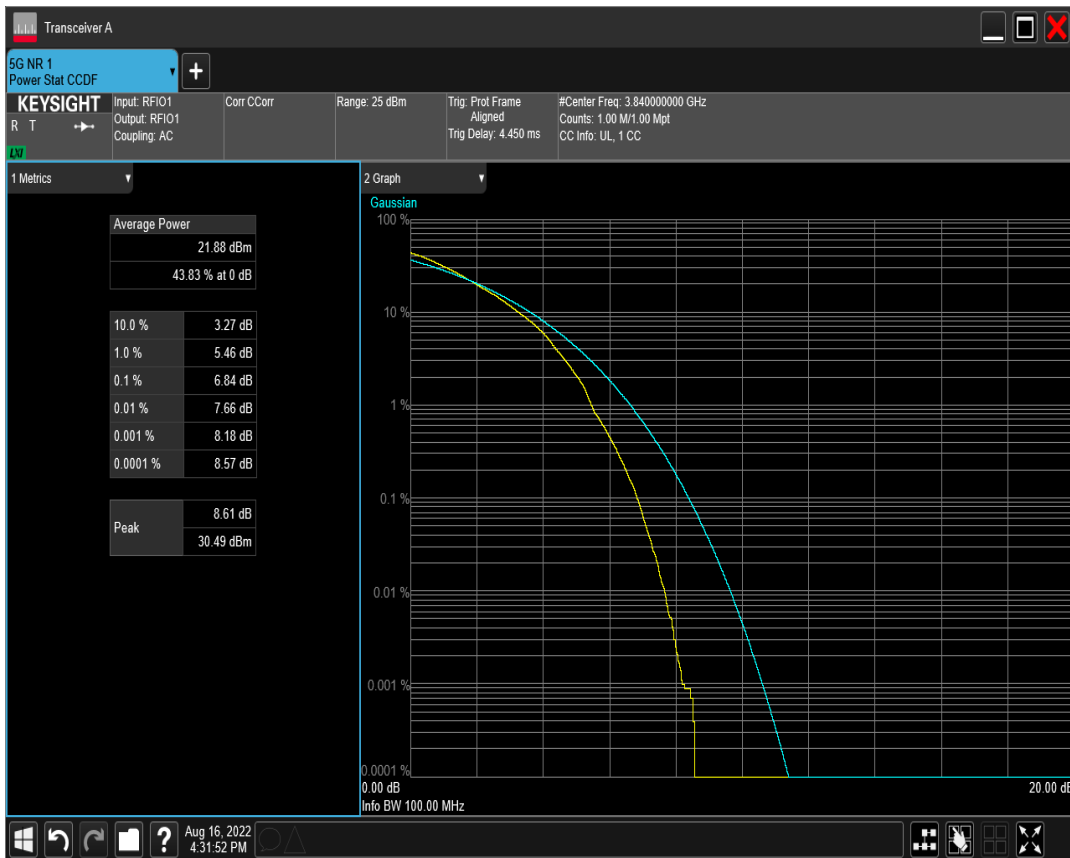 Transceiver A
5G NR 1
Power Stat CCDF
KEYSIGHT
R T
LXI
Input: RFIO1
Output: RFIO1
Coupling: AC
Corr CCorr
Range: 25 dBm
Trig: Prot Frame
Aligned
Trig Delay: 4.450 ms
#Center Freq: 3.840000000 GHz
Counts: 1.00 M/1.00 Mpt
CC Info: UL, 1 CC
1 Metrics
Average Power
21.88 dBm
43.83 % at 0 dB
10.0 % 3.27 dB
1.0 % 5.46 dB
0.1 % 6.84 dB
0.01 % 7.66 dB
0.001 % 8.18 dB
0.0001 % 8.57 dB
Peak
8.61 dB
30.49 dBm
2 Graph
Gaussian
100 %
10 %
1 %
0.1 %
0.01 %
0.001 %
0.0001 %
0.00 dB 20.00 dB
Info BW 100.00 MHz
? Aug 16, 2022
4:31:52 PM